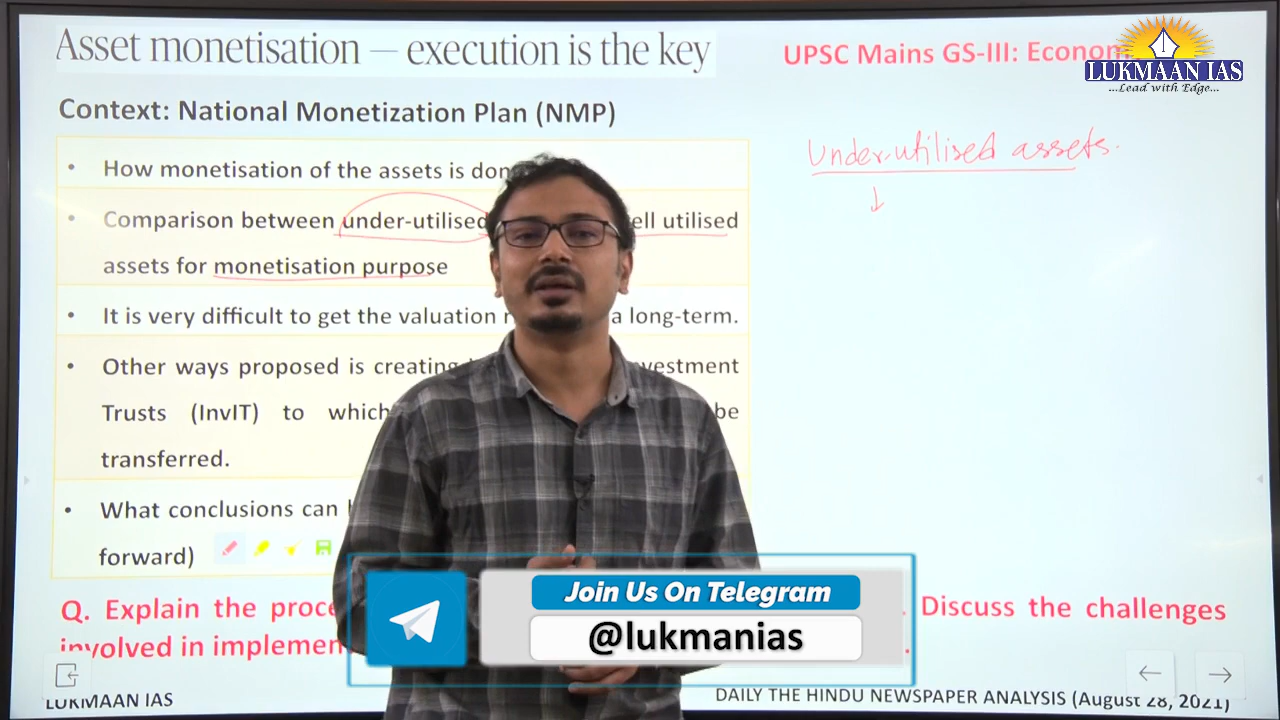 Asset monetisation — execution is the key
UPSC Mains GS-III: Econom
LUKMAAN IAS
...Lead with Edge...
Context: National Monetization Plan (NMP)
Under-utilised assets.
• How monetisation of the assets is don
• Comparison between under-utilised ell utilised
assets for monetisation purpose
• It is very difficult to get the valuation a long-term.
• Other ways proposed is creating vestment
Trusts (InvIT) to which be
transferred.
• What conclusions can
forward)
Q. Explain the proce . Discuss the challenges
involved in implemen
Join Us On Telegram
@lukmanias
LUKMAAN IAS
DAILY THE HINDU NEWSPAPER ANALYSIS (August 28, 2021)